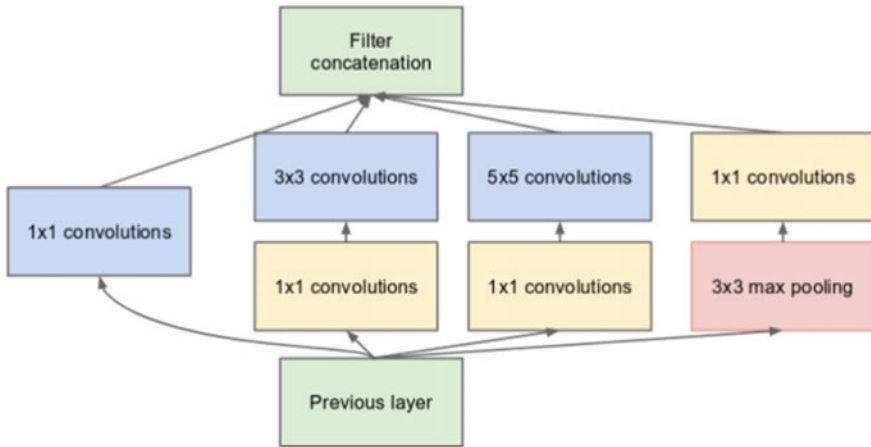 Filter
concatenation
3x3 convolutions
5x5 convolutions
1x1 convolutions
1x1 convolutions
1x1 convolutions
1x1 convolutions
3x3 max pooling
Previous layer